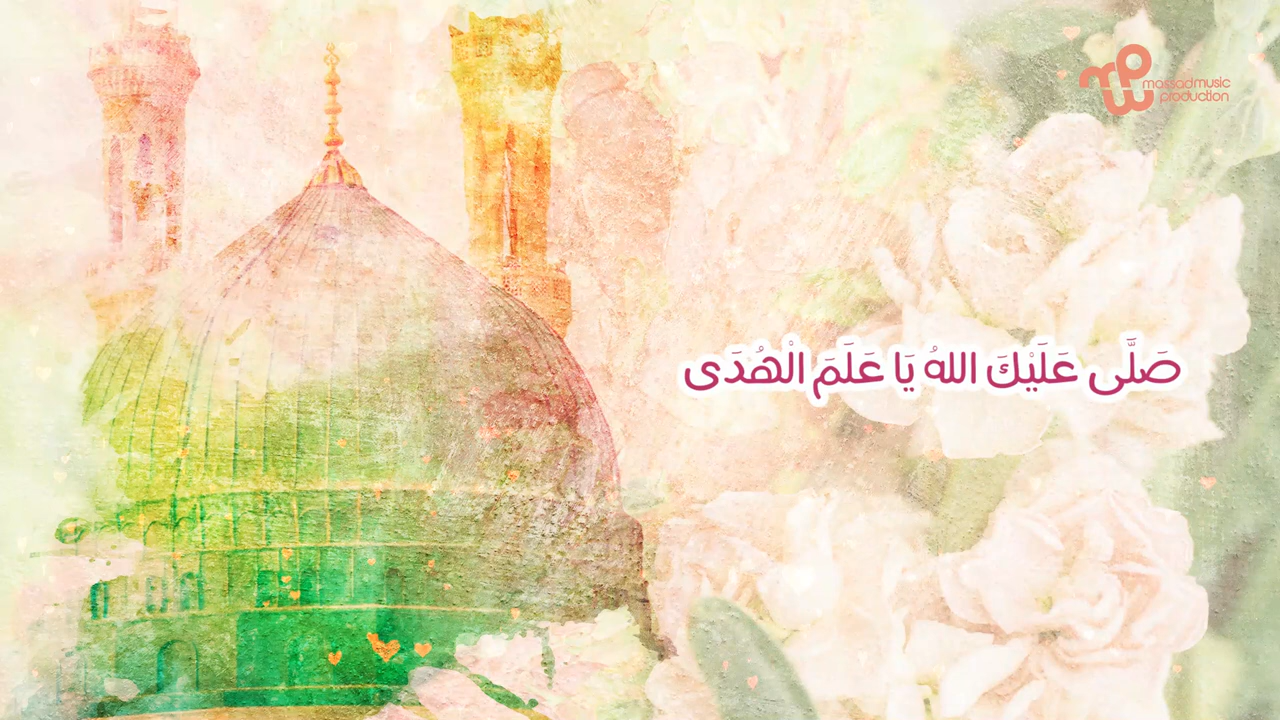 massadmusic
production
صَلَّى عَلَيْكَ اللهُ يَا عَلَمَ الْهُدَى